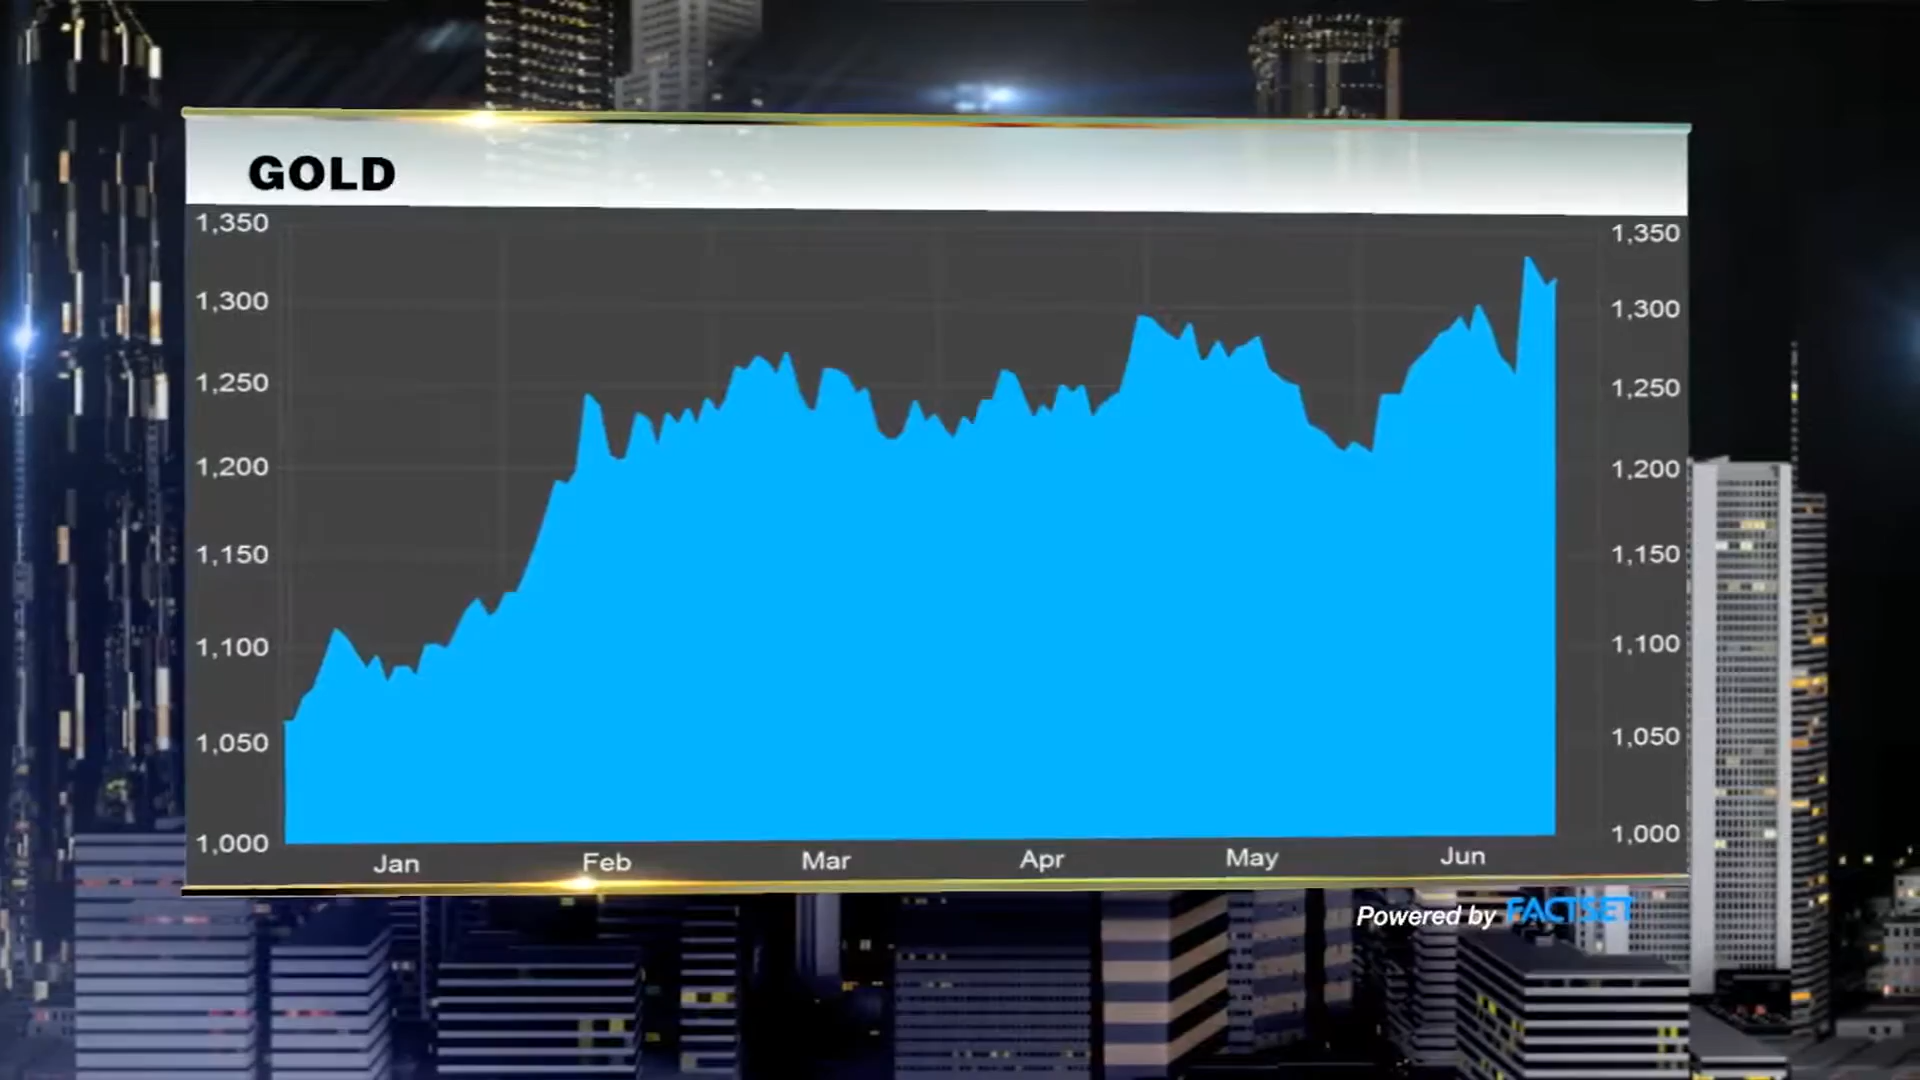 GOLD
1,350 1,350
1,300 1,300
1,250 1,250
1,200 1,200
1,150 1,150
1,100 1,100
1,050 1,050
1,000 1,000
Jan Feb Mar Apr May Jun
Powered by FACTSET